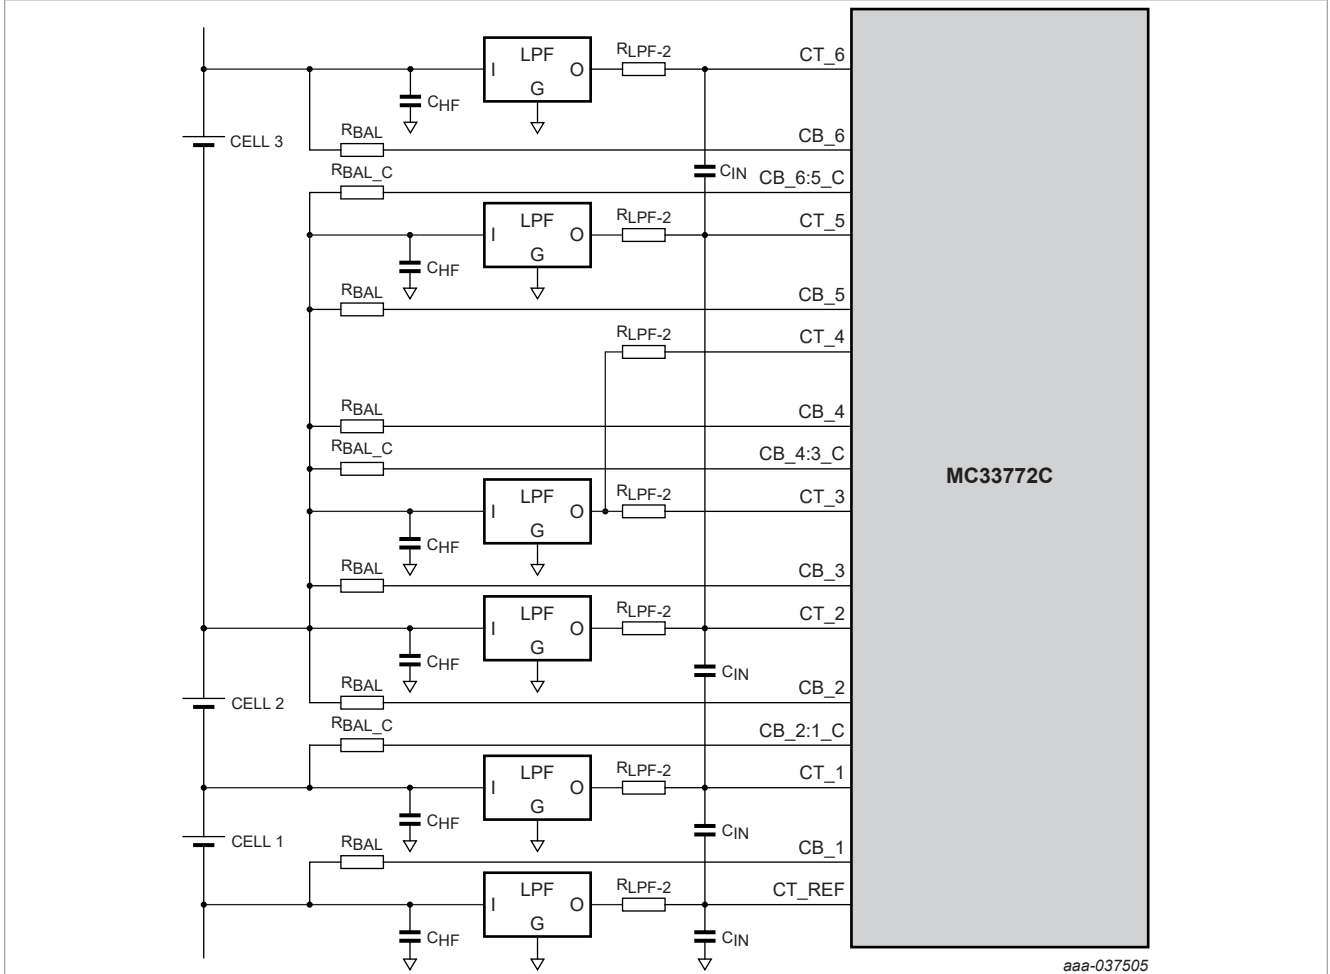 LPF
RLPF-2
CT_6
I
O
G
CHF
CELL 3
RBAL
CB_6
RBAL_C
CIN
CB_6:5_C
LPF
RLPF-2
CT_5
I
O
G
CHF
RBAL
CB_5
RLPF-2
CT_4
RBAL
CB_4
RBAL_C
CB_4:3_C
MC33772C
LPF
RLPF-2
CT_3
I
O
G
CHF
RBAL
CB_3
LPF
RLPF-2
CT_2
I
O
G
CHF
CIN
RBAL
CB_2
CELL 2
RBAL_C
CB_2:1_C
LPF
RLPF-2
CT_1
I
O
G
CHF
CIN
CELL 1
RBAL
CB_1
LPF
RLPF-2
CT_REF
I
O
G
CHF
CIN
aaa-037505